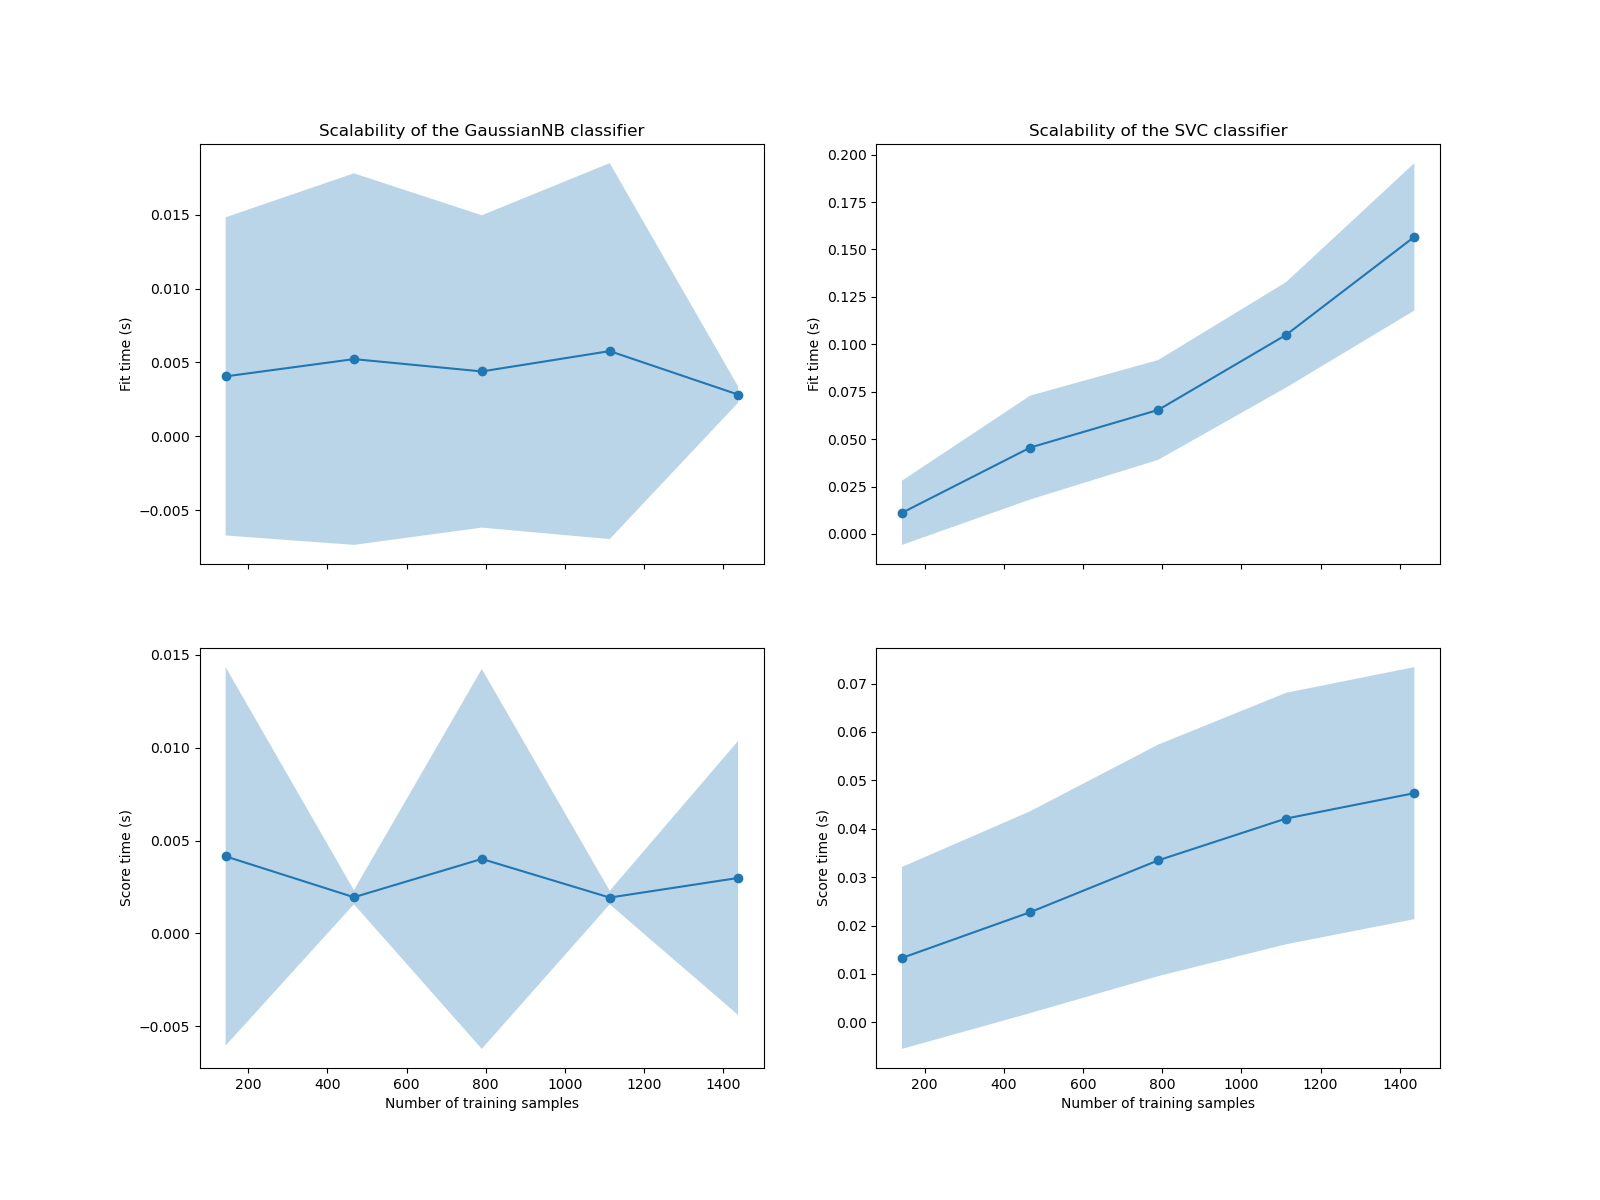 Scalability of the GaussianNB classifier
Fit time (s)
0.015
0.010
0.005
0.000
−0.005
Scalability of the SVC classifier
Fit time (s)
0.200
0.175
0.150
0.125
0.100
0.075
0.050
0.025
0.000
Score time (s)
0.015
0.010
0.005
0.000
−0.005
200 400 600 800 1000 1200 1400
Number of training samples
Score time (s)
0.07
0.06
0.05
0.04
0.03
0.02
0.01
0.00
200 400 600 800 1000 1200 1400
Number of training samples